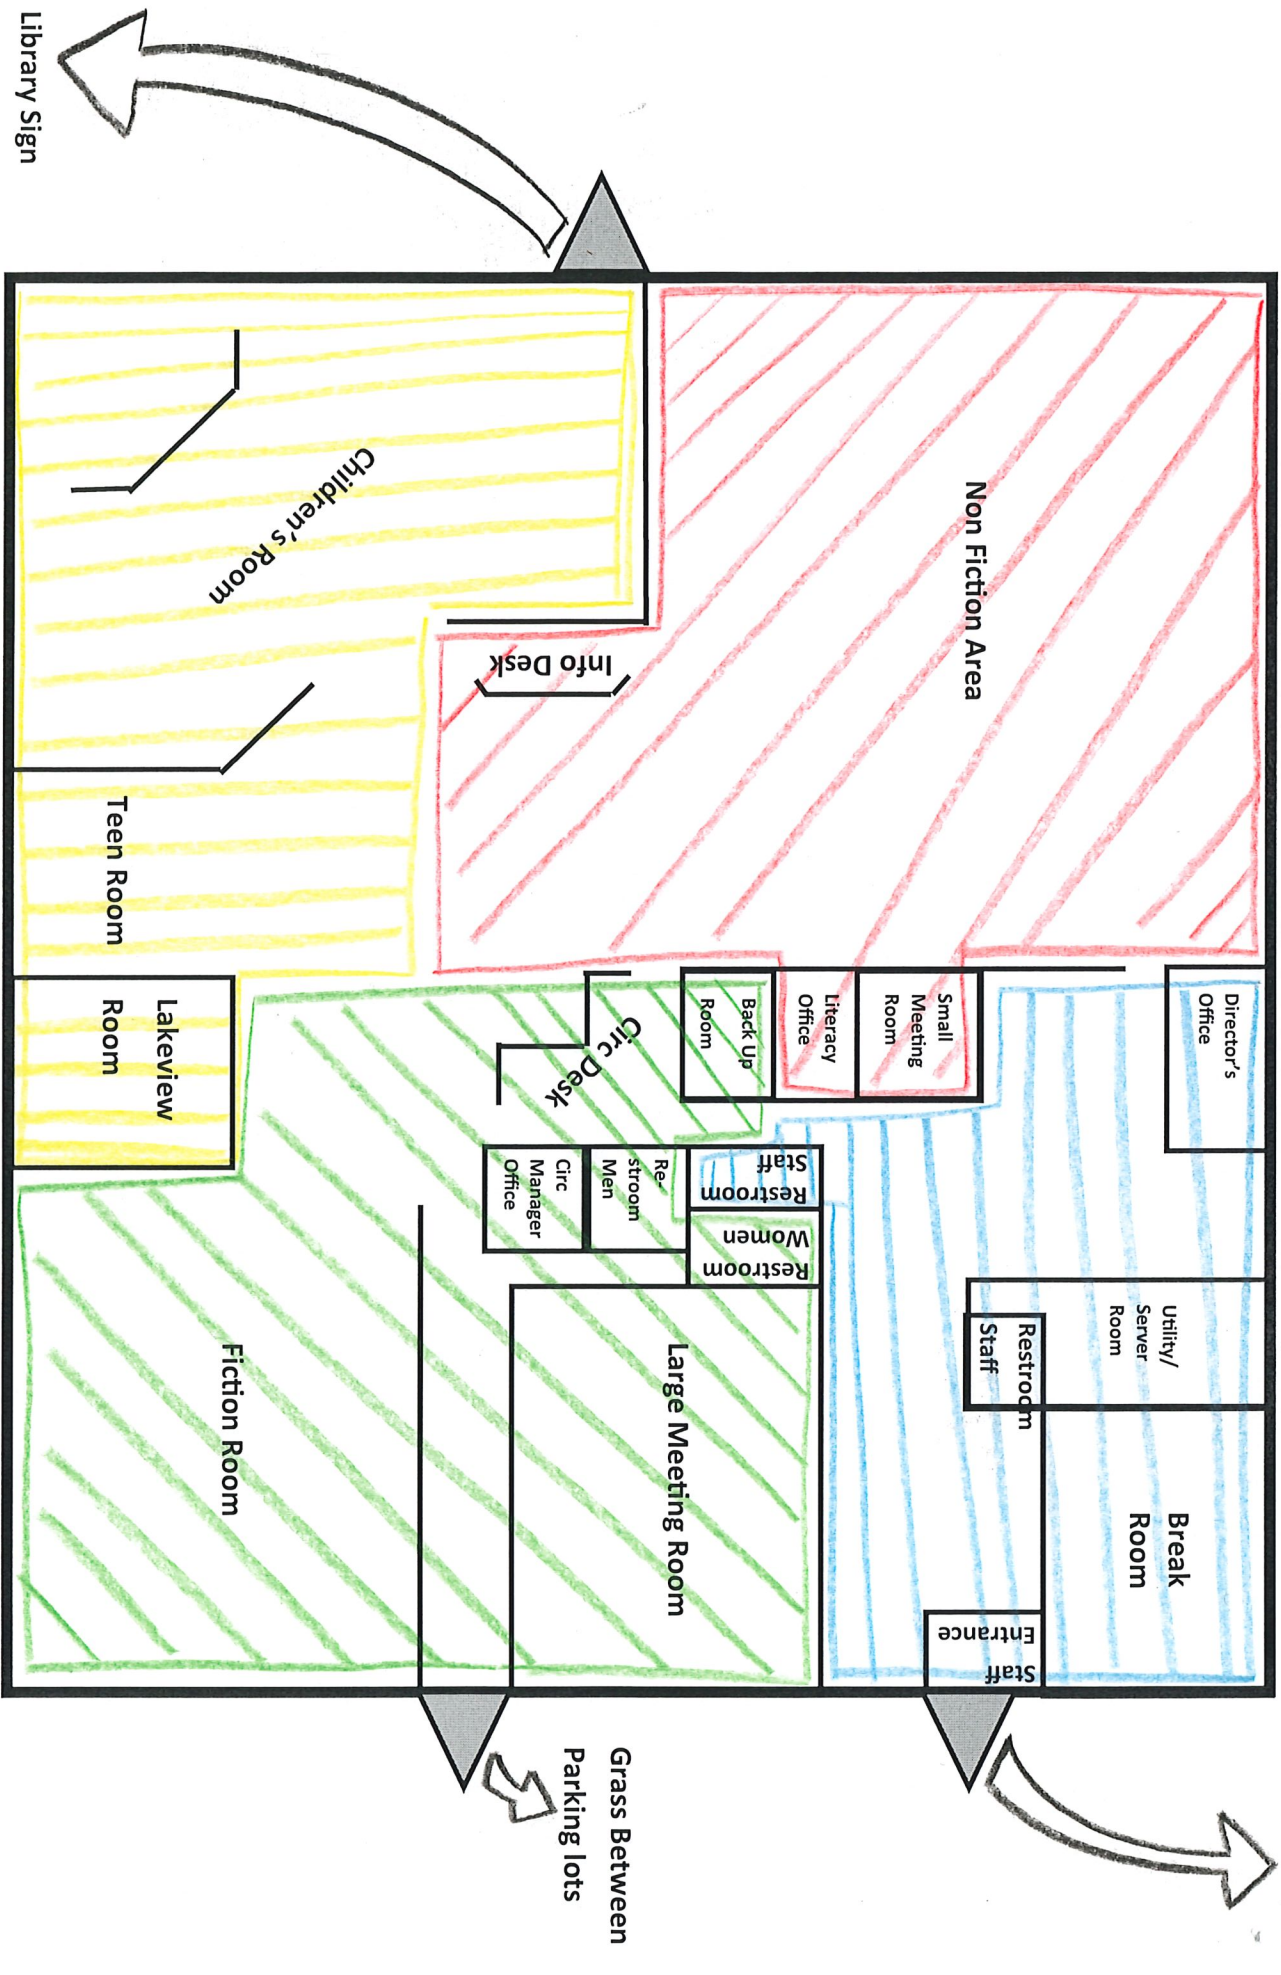 Library Sign
Non Fiction Area
Children's Room
Info Desk
Teen Room
Lakeview
Room
Director's
Office
Small
Meeting
Room
Literacy
Office
Back Up
Room
Circ Desk
Staff
Restroom
Women
Restroom
Re-
stroom
Men
Circ
Manager
Office
Utility/
Server
Room
Restroom
Staff
Break
Room
Large Meeting Room
Fiction Room
Staff
Entrance
Grass Between
Parking lots